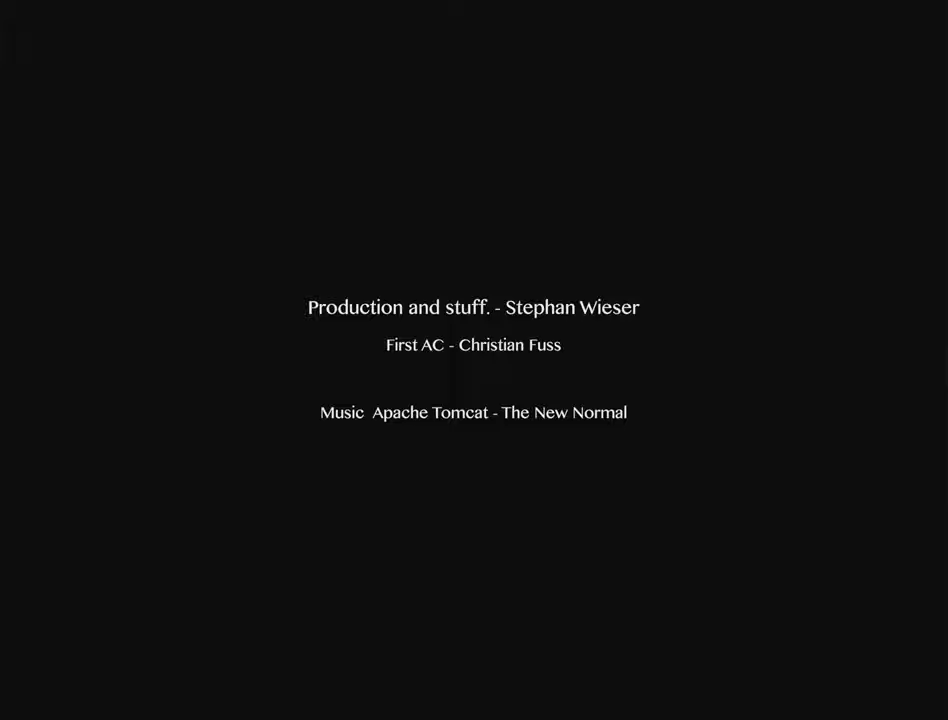 Production and stuff. - Stephan Wieser
First AC - Christian Fuss
Music  Apache Tomcat - The New Normal